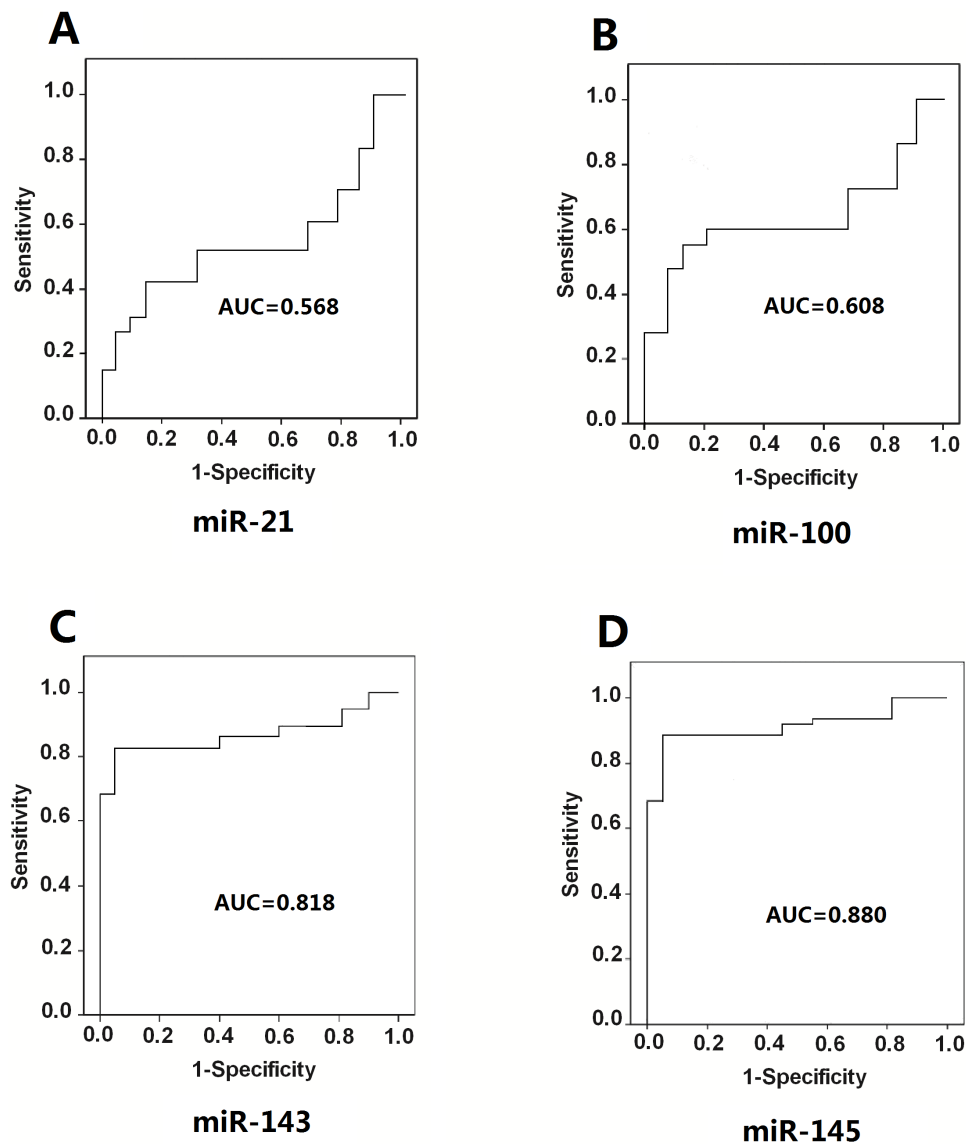 A
1.0
0.8
0.6
0.4
0.2
0.0
Sensitivity
AUC=0.568
0.0 0.2 0.4 0.6 0.8 1.0
1-Specificity
miR-21
B
1.0
0.8
0.6
0.4
0.2
0.0
Sensitivity
AUC=0.608
0.0 0.2 0.4 0.6 0.8 1.0
1-Specificity
miR-100
C
1.0
0.8
0.6
0.4
0.2
0.0
Sensitivity
AUC=0.818
0.0 0.2 0.4 0.6 0.8 1.0
1-Specificity
miR-143
D
1.0
0.8
0.6
0.4
0.2
0.0
Sensitivity
AUC=0.880
0.0 0.2 0.4 0.6 0.8 1.0
1-Specificity
miR-145